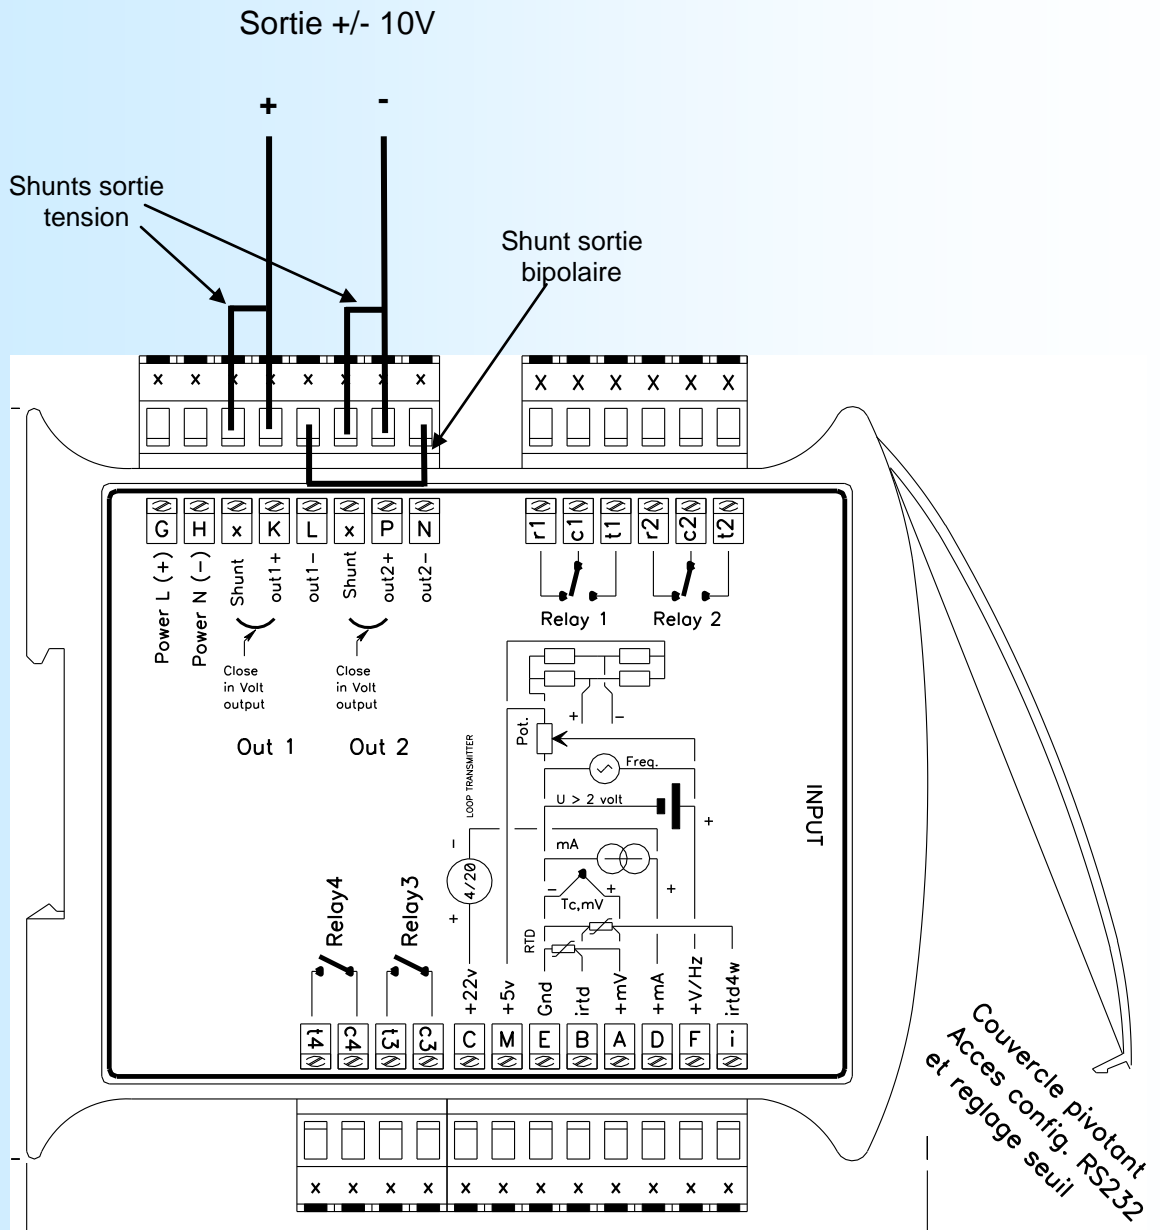 Sortie +/- 10V
+
-
Shunts sortie
tension
Shunt sortie
bipolaire
x x x x x x x x
X X X X X X
G H x K L x P N
Power L (+)
Power N (-)
Shunt
out1+
out1-
Shunt
out2+
out2-
r1 c1 t1 r2 c2 t2
Relay 1
Relay 2
Close
in Volt
output
Close
in Volt
output
Out 1
Out 2
+ -
Pot.
LOOP TRANSMITTER
Freq.
U > 2 volt
+
INPUT
-
4/20
+
mA
- + +
Tc,mV
RTD
Relay4
Relay3
+22v
+5v
Gnd
irtd
+mV
+mA
+V/Hz
irtd4w
t4 c4 t3 c3 C M E B A D F i
Couvercle pivotant
Acces config. RS232
et reglage seuil
x x x x x x x x x x x x